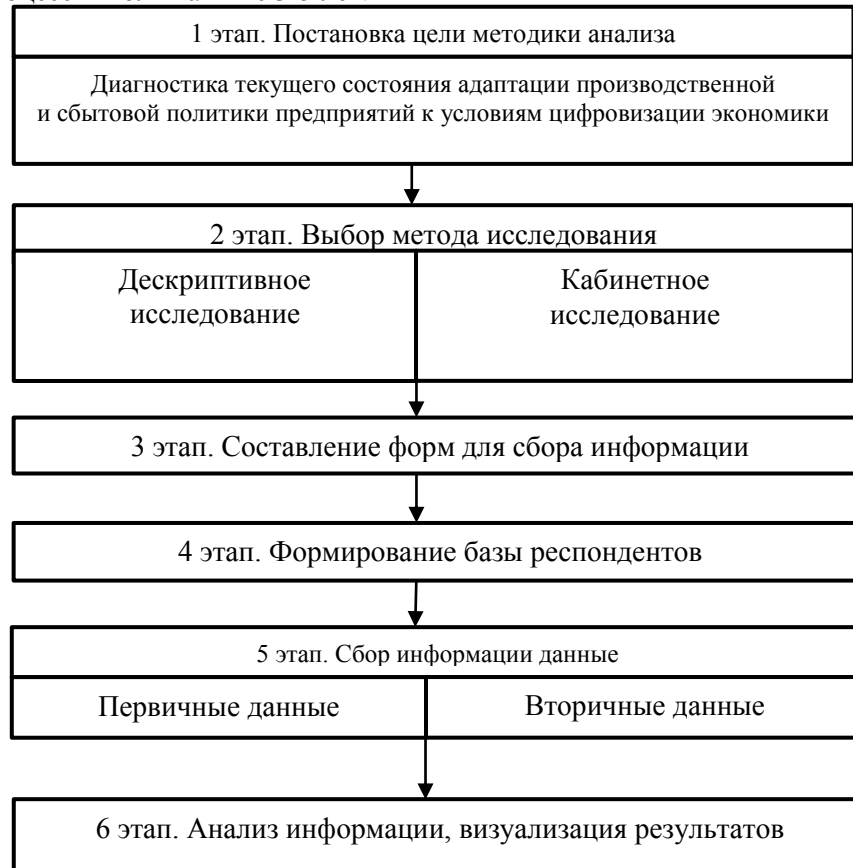 1 этап. Постановка цели методики анализа
Диагностика текущего состояния адаптации производственной
и сбытовой политики предприятий к условиям цифровизации экономики
2 этап. Выбор метода исследования
Дескриптивное
исследование
Кабинетное
исследование
3 этап. Составление форм для сбора информации
4 этап. Формирование базы респондентов
5 этап. Сбор информации данные
Первичные данные
Вторичные данные
6 этап. Анализ информации, визуализация результатов